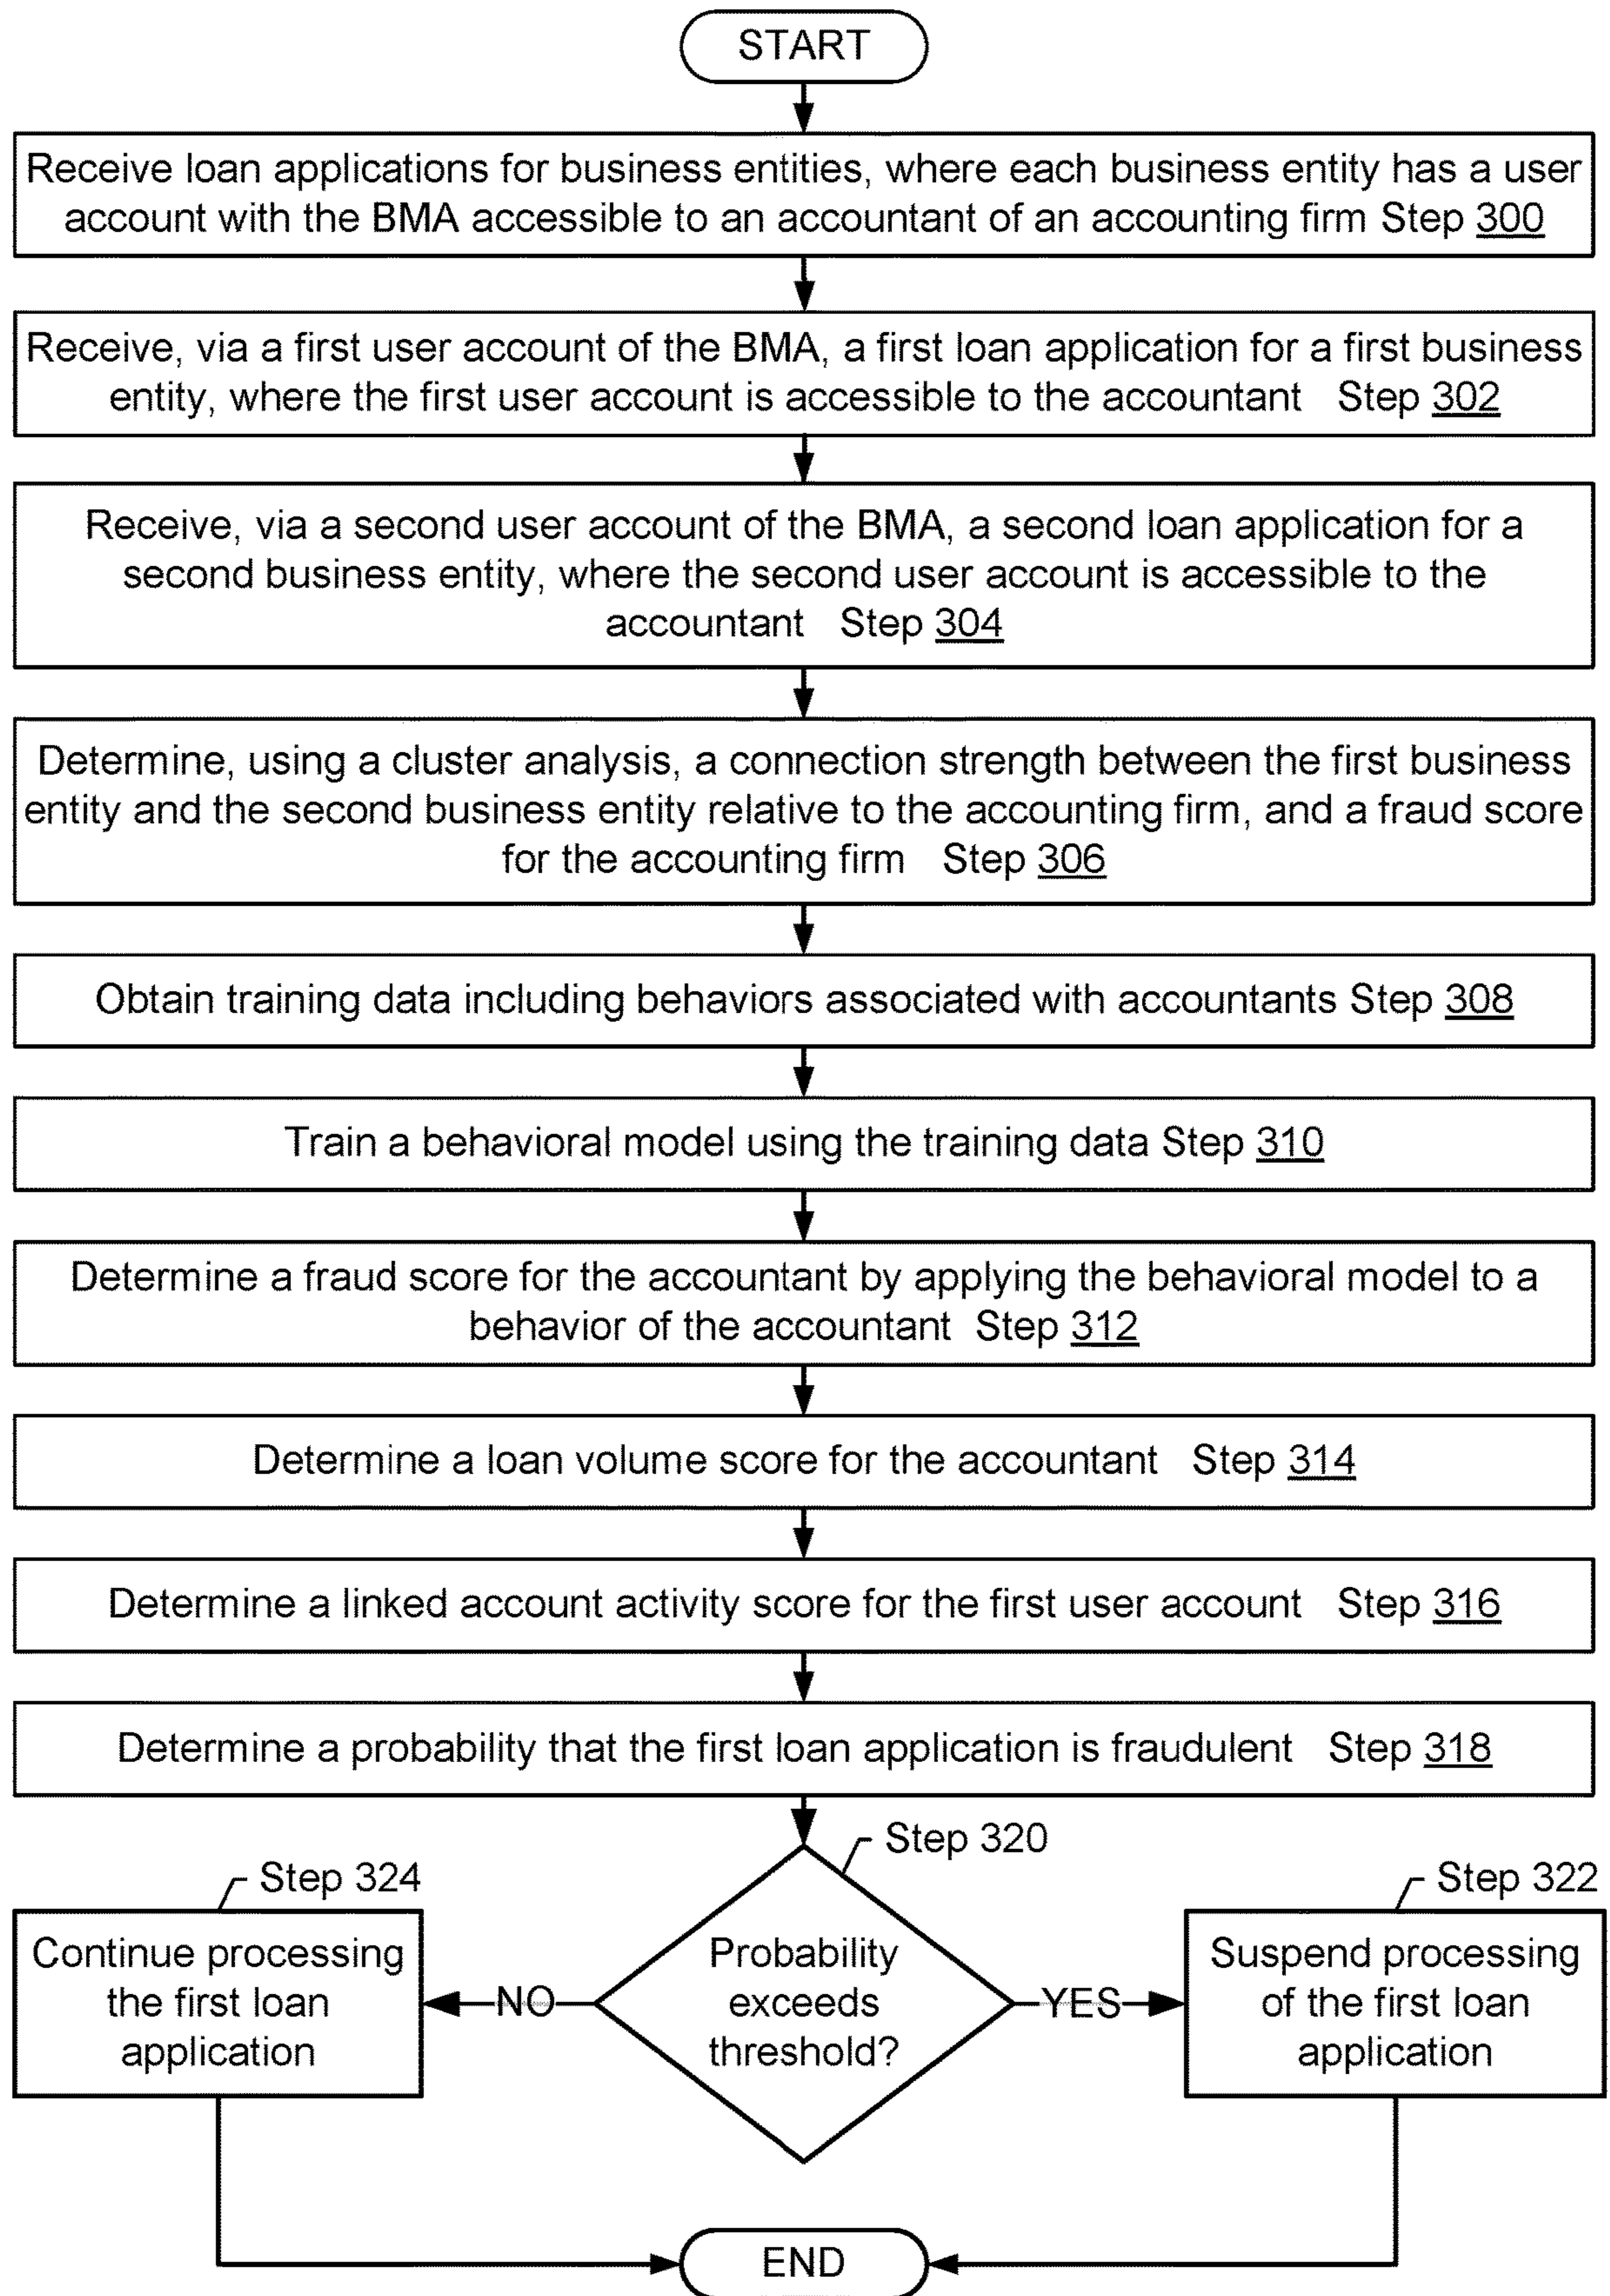 START
Receive loan applications for business entities, where each business entity has a user
account with the BMA accessible to an accountant of an accounting firm Step 300
Receive, via a first user account of the BMA, a first loan application for a first business
entity, where the first user account is accessible to the accountant Step 302
Receive, via a second user account of the BMA, a second loan application for a
second business entity, where the second user account is accessible to the
accountant Step 304
Determine, using a cluster analysis, a connection strength between the first business
entity and the second business entity relative to the accounting firm, and a fraud score
for the accounting firm Step 306
Obtain training data including behaviors associated with accountants Step 308
Train a behavioral model using the training data Step 310
Determine a fraud score for the accountant by applying the behavioral model to a
behavior of the accountant Step 312
Determine a loan volume score for the accountant Step 314
Determine a linked account activity score for the first user account Step 316
Determine a probability that the first loan application is fraudulent Step 318
Step 320
Step 324
Step 322
Continue processing
the first loan
application
NO
Probability
exceeds
threshold?
YES
Suspend processing
of the first loan
application
END